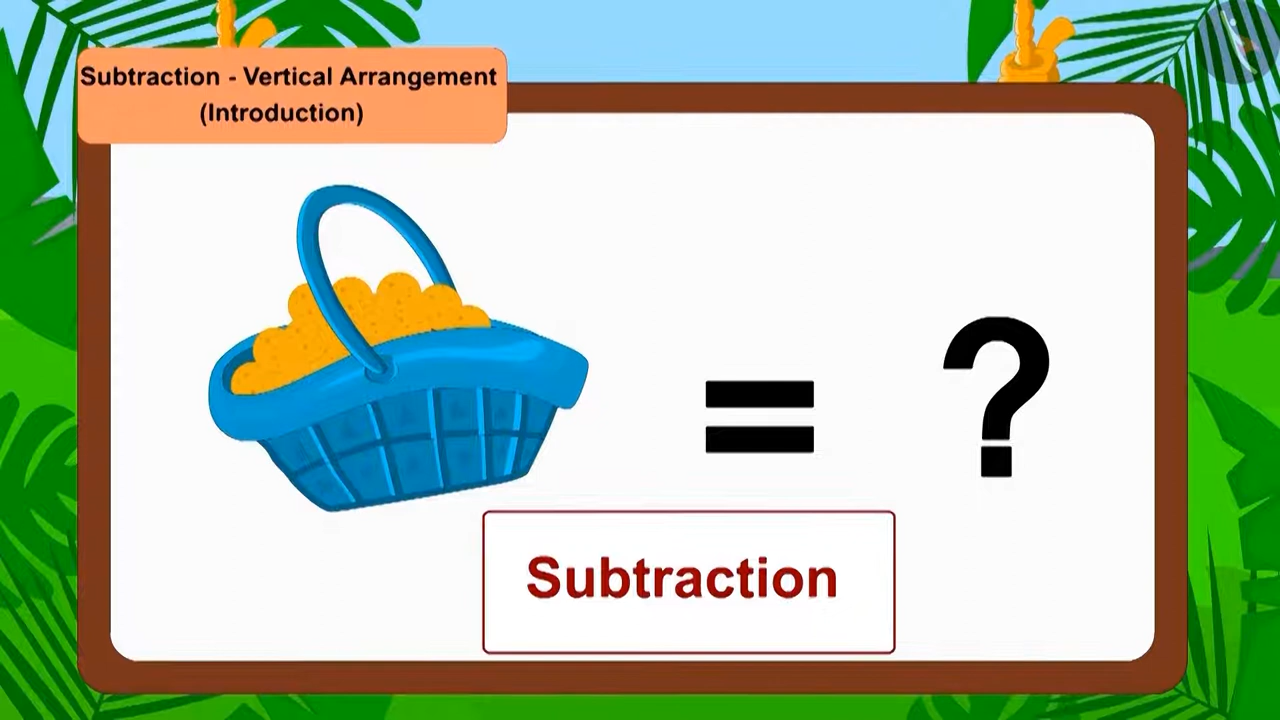 Subtraction - Vertical Arrangement
(Introduction)
= ?
Subtraction